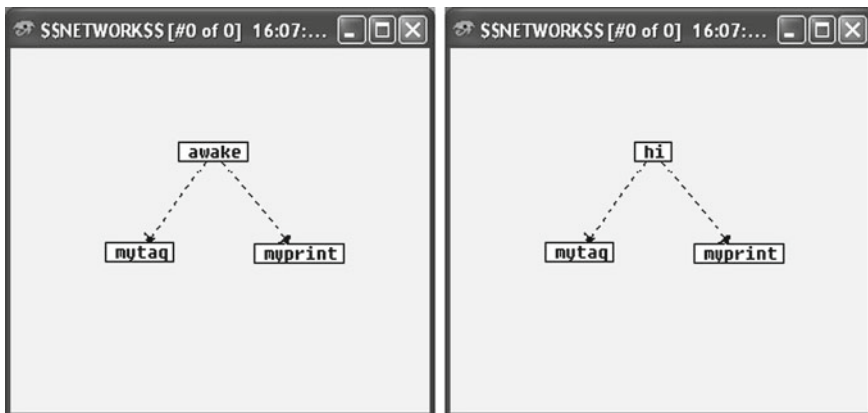 $$NETWORK$$ [#0 of 0] 16:07:...
awake
mytaq
myprint
$$NETWORK$$ [#0 of 0] 16:07:...
hi
mytaq
myprint